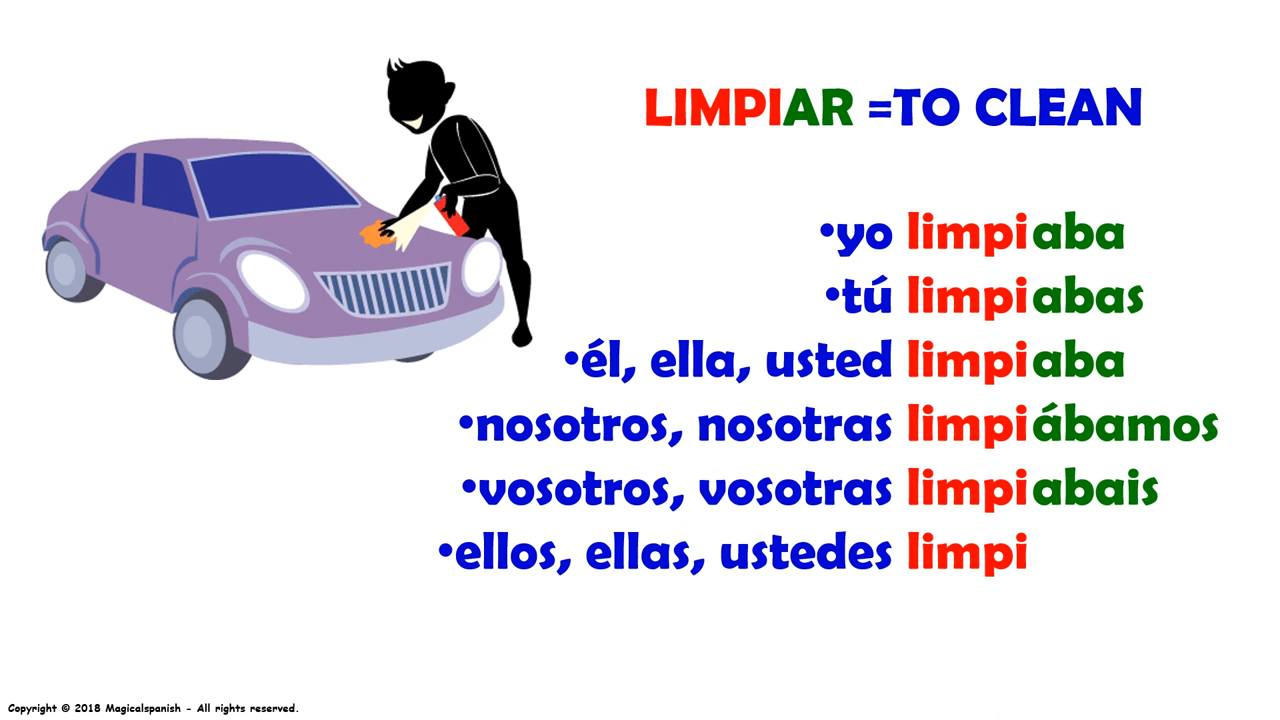 LIMPIAR =TO CLEAN
•yo limpiaba
•tú limpiabas
•él, ella, usted limpiaba
•nosotros, nosotras limpiábamos
•vosotros, vosotras limpiabais
•ellos, ellas, ustedes limpi
Copyright © 2018 Magicalspanish - All rights reserved.